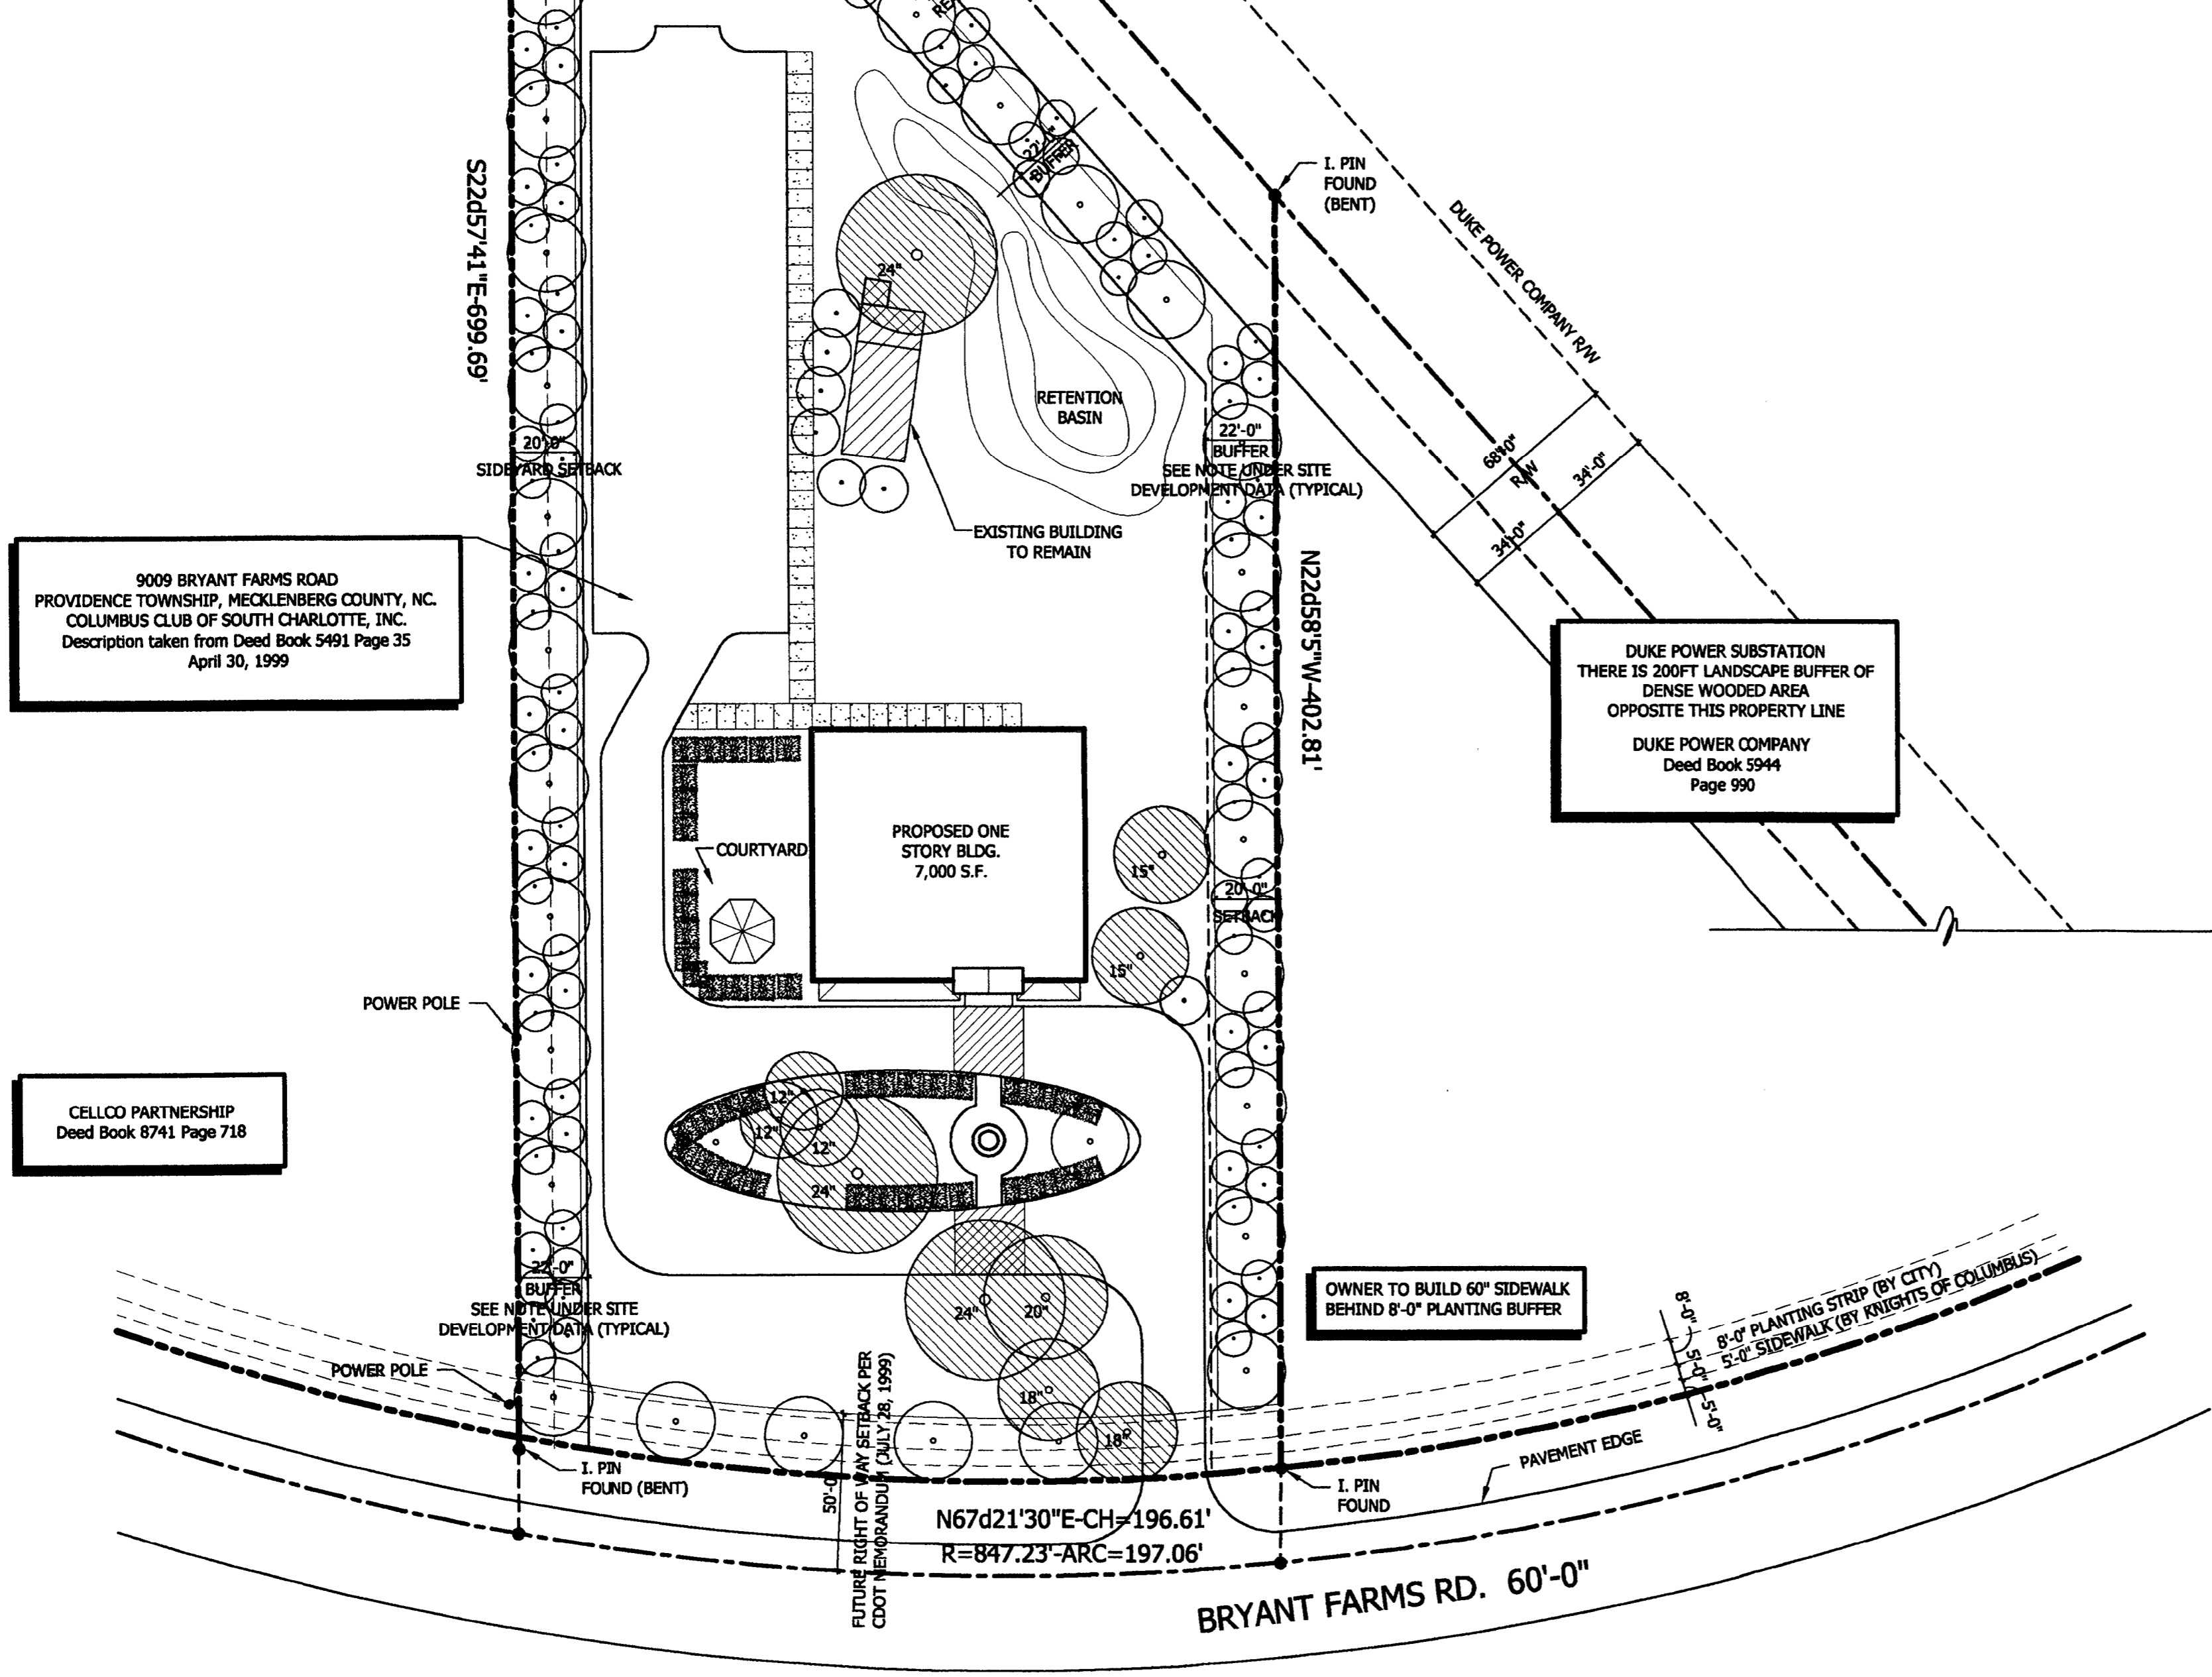 RE
22'-0"
BUFFER
I. PIN
FOUND
(BENT)
DUKE POWER COMPANY R/W
S22d57'41"E-699.69'
24"
RETENTION
BASIN
20'-0"
SIDEYARD SETBACK
22'-0"
BUFFER
SEE NOTE UNDER SITE
DEVELOPMENT DATA (TYPICAL)
68'-0"
R/W
34'-0"
34'-0"
EXISTING BUILDING
TO REMAIN
N22d58'5"W-402.81'
9009 BRYANT FARMS ROAD
PROVIDENCE TOWNSHIP, MECKLENBERG COUNTY, NC.
COLUMBUS CLUB OF SOUTH CHARLOTTE, INC.
Description taken from Deed Book 5491 Page 35
April 30, 1999
DUKE POWER SUBSTATION
THERE IS 200FT LANDSCAPE BUFFER OF
DENSE WOODED AREA
OPPOSITE THIS PROPERTY LINE
DUKE POWER COMPANY
Deed Book 5944
Page 990
COURTYARD
PROPOSED ONE
STORY BLDG.
7,000 S.F.
15"
20'-0"
SETBACK
15"
POWER POLE
CELLCO PARTNERSHIP
Deed Book 8741 Page 718
12"
12"
12"
24"
22'-0"
BUFFER
SEE NOTE UNDER SITE
DEVELOPMENT DATA (TYPICAL)
24"
20"
OWNER TO BUILD 60" SIDEWALK
BEHIND 8'-0" PLANTING BUFFER
8'-0"
5'-0"
5'-0"
8'-0" PLANTING STRIP (BY CITY)
5'-0" SIDEWALK (BY KNIGHTS OF COLUMBUS)
POWER POLE
18"
18"
I. PIN
FOUND (BENT)
50'-0"
FUTURE RIGHT OF WAY SETBACK PER
CDOT MEMORANDUM (JULY 28, 1999)
PAVEMENT EDGE
I. PIN
FOUND
N67d21'30"E-CH=196.61'
R=847.23'-ARC=197.06'
BRYANT FARMS RD. 60'-0"